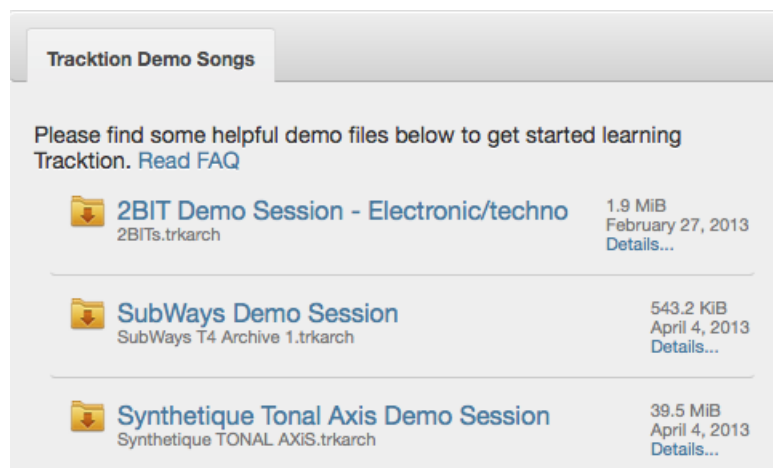 Tracktion Demo Songs
Please find some helpful demo files below to get started learning
Tracktion. Read FAQ
2BIT Demo Session - Electronic/techno
2BITs.trkarch
1.9 MiB
February 27, 2013
Details...
SubWays Demo Session
SubWays T4 Archive 1.trkarch
543.2 KiB
April 4, 2013
Details...
Synthetique Tonal Axis Demo Session
Synthetique TONAL AXiS.trkarch
39.5 MiB
April 4, 2013
Details...